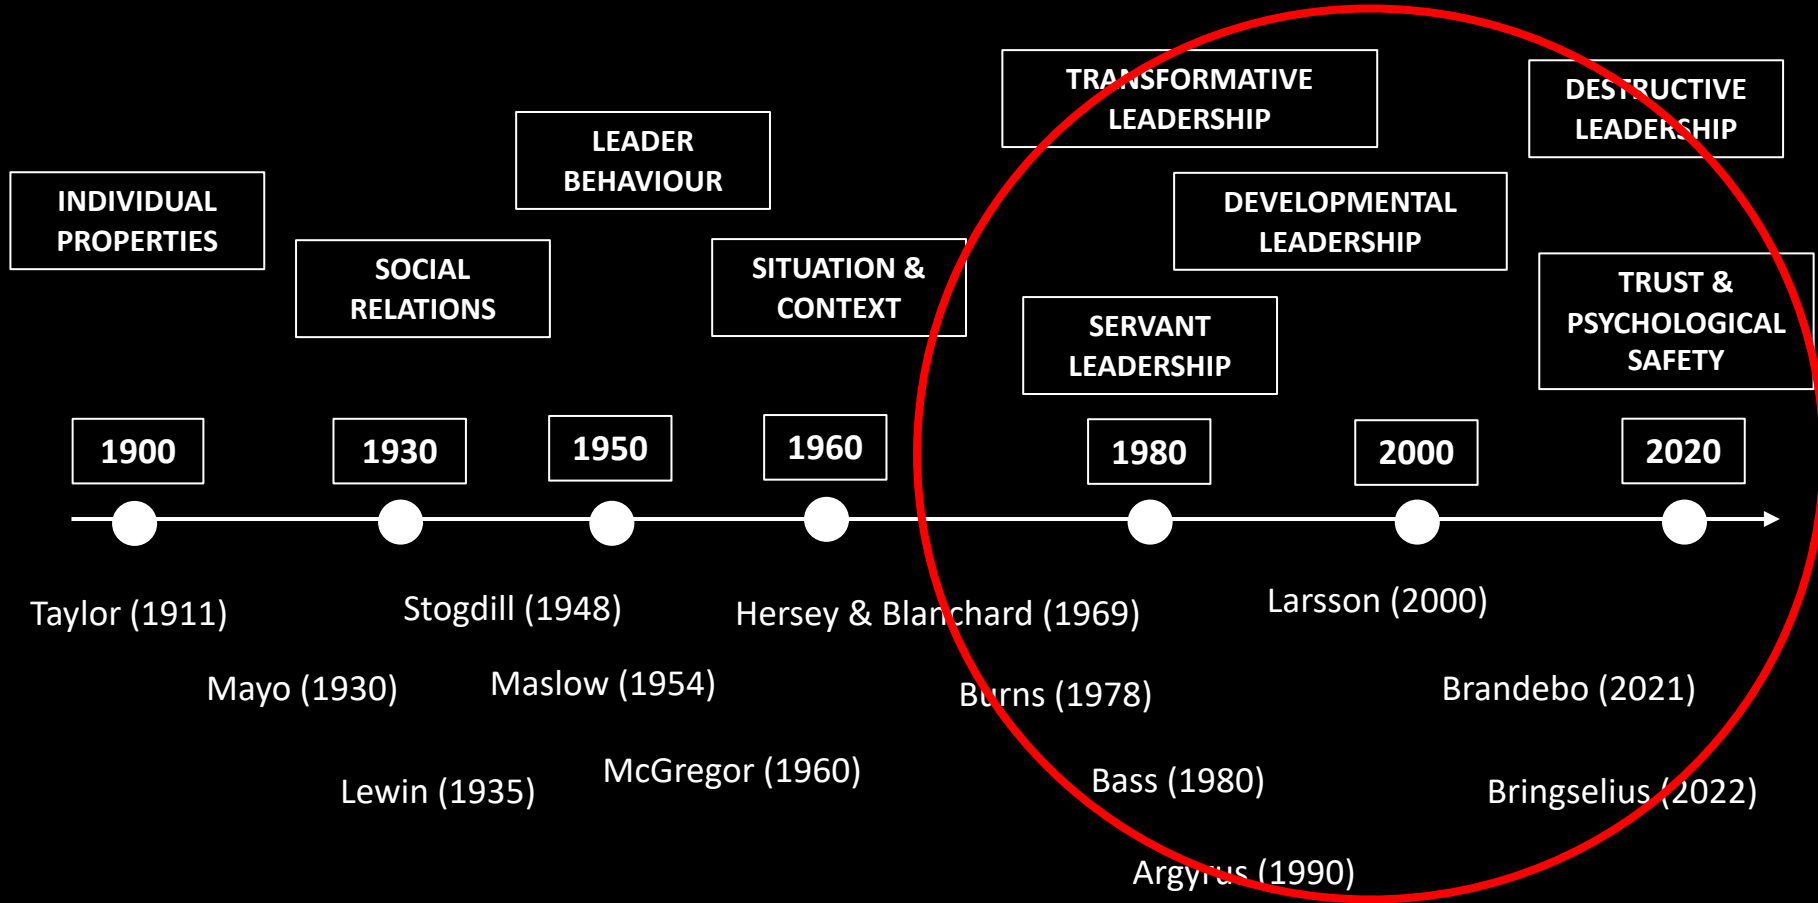 TRANSFORMATIVE
LEADERSHIP
DESTRUCTIVE
LEADERSHIP
LEADER
BEHAVIOUR
INDIVIDUAL
PROPERTIES
DEVELOPMENTAL
LEADERSHIP
SOCIAL
RELATIONS
SITUATION &
CONTEXT
TRUST &
PSYCHOLOGICAL
SAFETY
SERVANT
LEADERSHIP
1900
1930
1950
1960
1980
2000
2020
Taylor (1911)
Stogdill (1948)
Hersey & Blanchard (1969)
Larsson (2000)
Mayo (1930)
Maslow (1954)
Burns (1978)
Brandebo (2021)
Lewin (1935)
McGregor (1960)
Bass (1980)
Bringselius (2022)
Argyrus (1990)